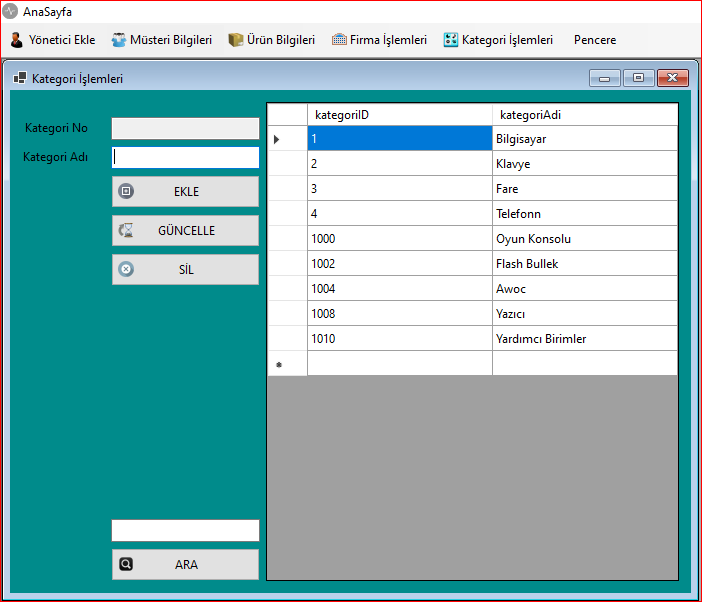 AnaSayfa
Yönetici Ekle Müsteri Bilgileri Ürün Bilgileri Firma İşlemleri Kategori İşlemleri Pencere
Kategori İşlemleri
Kategori No
Kategori Adı
EKLE
GÜNCELLE
SİL
ARA
kategoriID kategoriAdi
1 Bilgisayar
2 Klavye
3 Fare
4 Telefonn
1000 Oyun Konsolu
1002 Flash Bullek
1004 Awoc
1008 Yazıcı
1010 Yardımcı Birimler